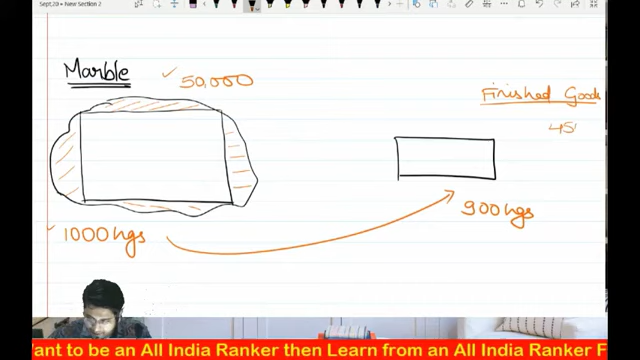 Sept,20 – New Section 2
Marble
50,000
Finished Goods
45
1000 kgs
900 kgs
ant to be an All India Ranker then Learn from an All India Ranker F